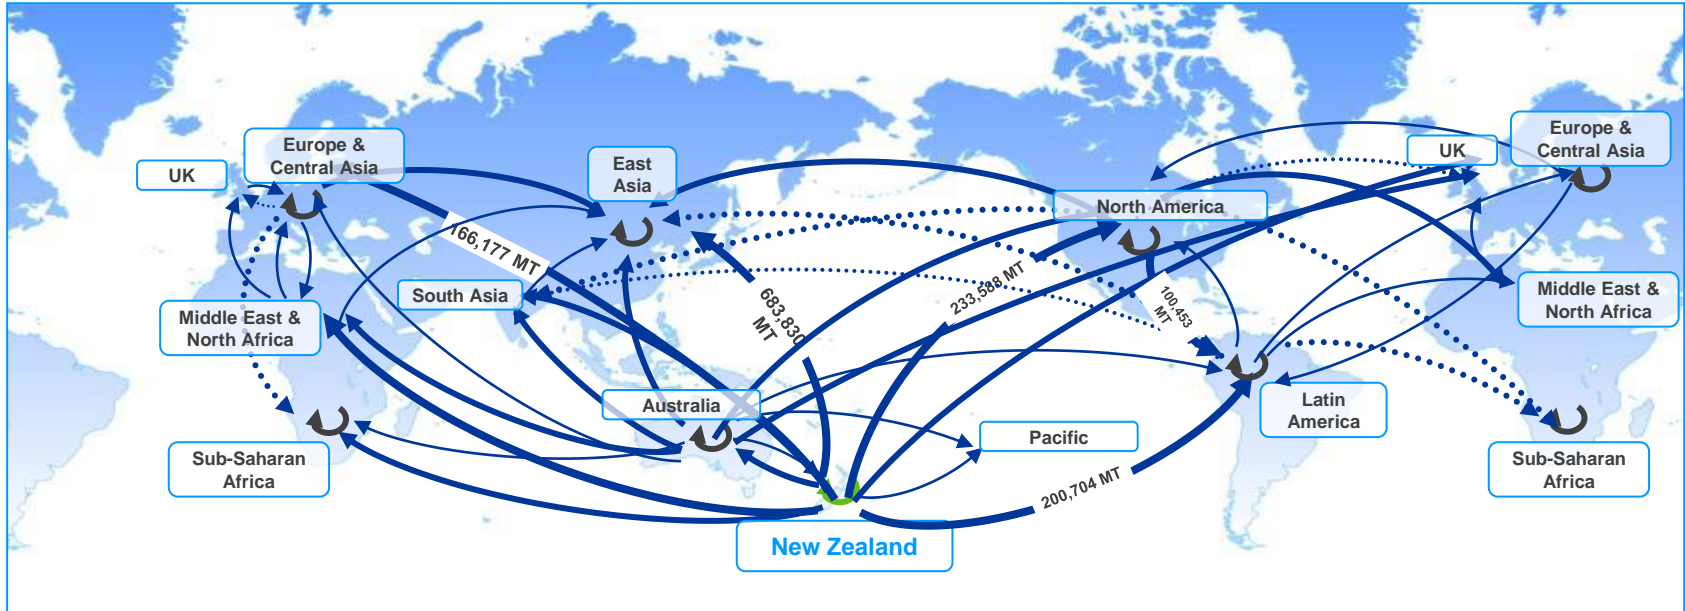 Europe &
Central Asia
UK
East
Asia
North America
UK
Europe &
Central Asia
166,177 MT
South Asia
Middle East &
North Africa
683,830
MT
233,588 MT
100,453
MT
Middle East &
North Africa
Australia
Latin
America
Pacific
Sub-Saharan
Africa
200,704 MT
Sub-Saharan
Africa
New Zealand